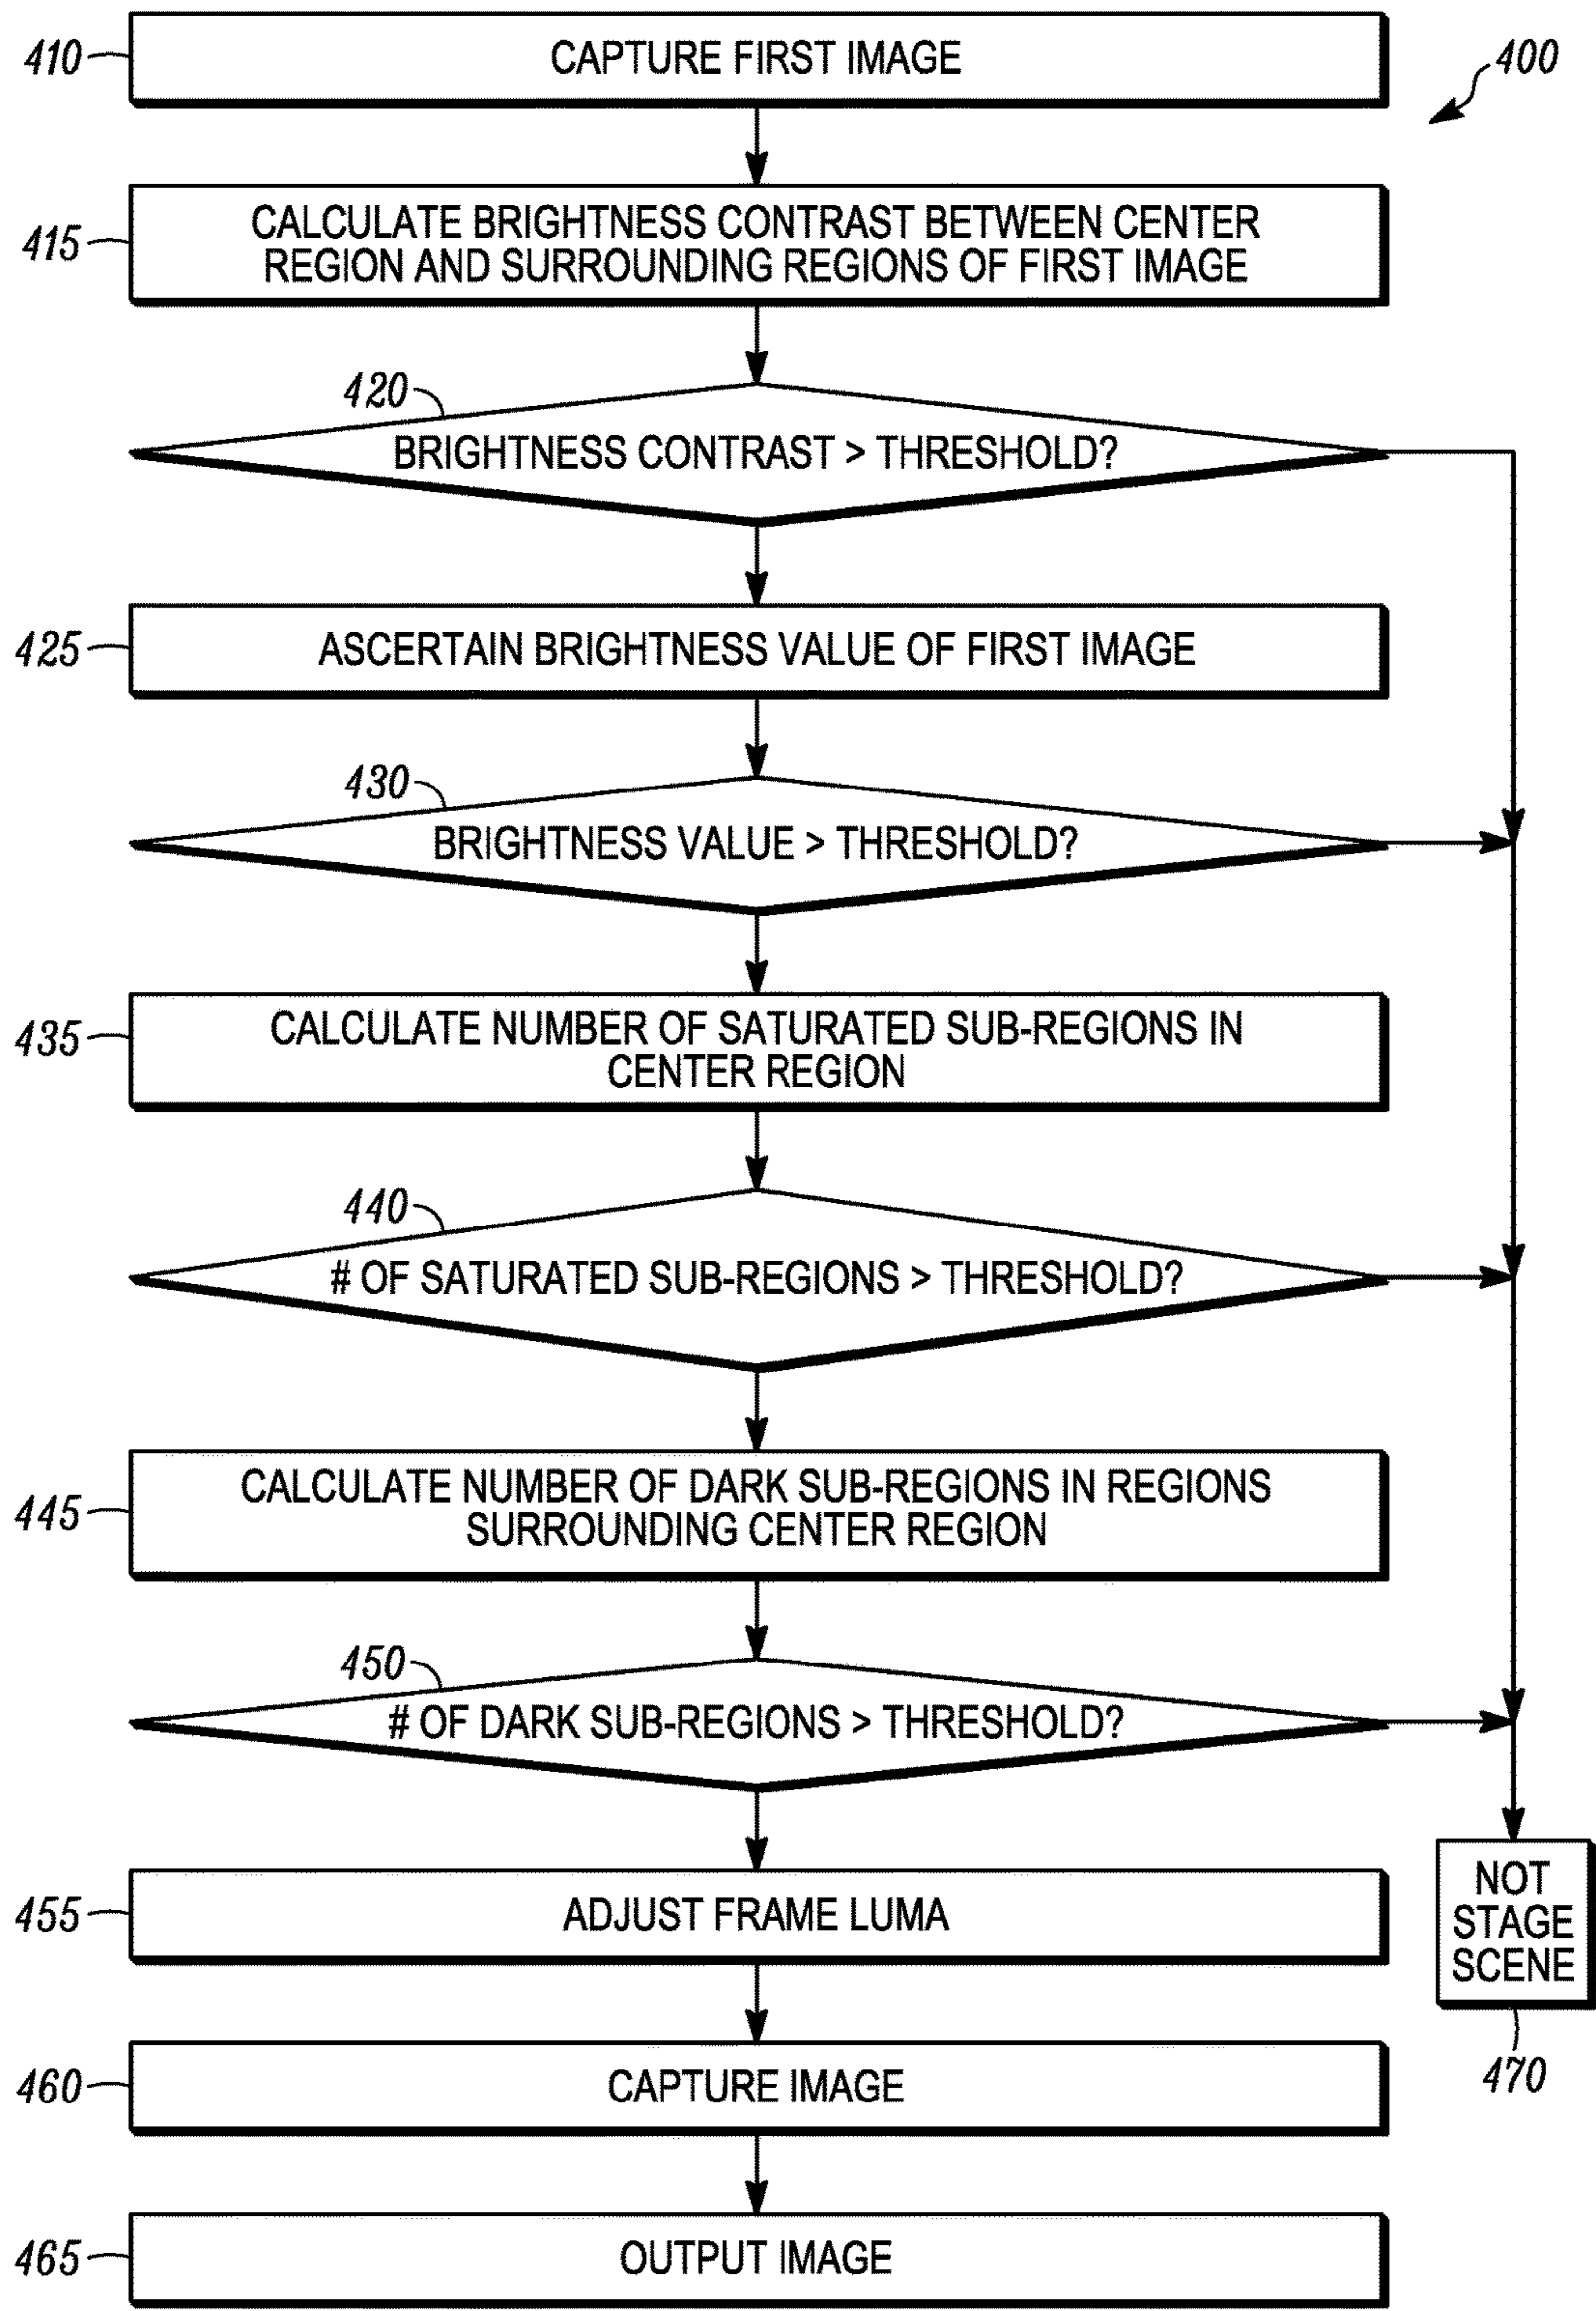 410
CAPTURE FIRST IMAGE
400
415
CALCULATE BRIGHTNESS CONTRAST BETWEEN CENTER
REGION AND SURROUNDING REGIONS OF FIRST IMAGE
420
BRIGHTNESS CONTRAST > THRESHOLD?
425
ASCERTAIN BRIGHTNESS VALUE OF FIRST IMAGE
430
BRIGHTNESS VALUE > THRESHOLD?
435
CALCULATE NUMBER OF SATURATED SUB-REGIONS IN
CENTER REGION
440
# OF SATURATED SUB-REGIONS > THRESHOLD?
445
CALCULATE NUMBER OF DARK SUB-REGIONS IN REGIONS
SURROUNDING CENTER REGION
450
# OF DARK SUB-REGIONS > THRESHOLD?
455
ADJUST FRAME LUMA
NOT
STAGE
SCENE
470
460
CAPTURE IMAGE
465
OUTPUT IMAGE